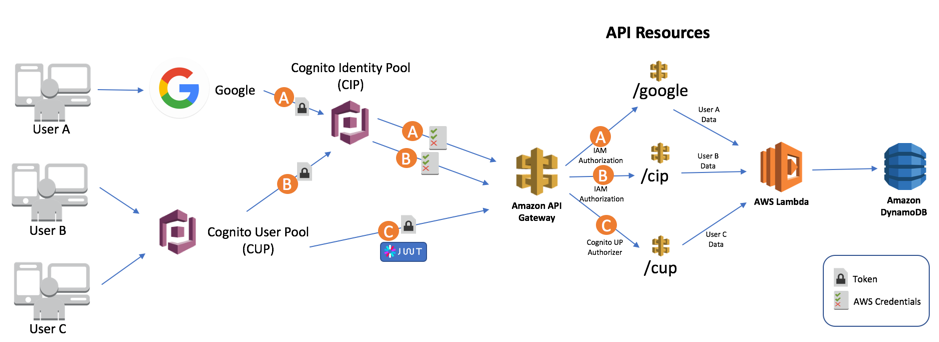 API Resources
User A
Google
A
Cognito Identity Pool
(CIP)
A
B
/google
A
IAM
Authorization
User A
Data
User B
Cognito User Pool
(CUP)
B
C
JWT
Amazon API
Gateway
B
IAM
Authorization
/cip
User B
Data
AWS Lambda
Amazon
DynamoDB
C
Cognito UP
Authorizer
/cup
User C
Data
User C
Token
AWS Credentials